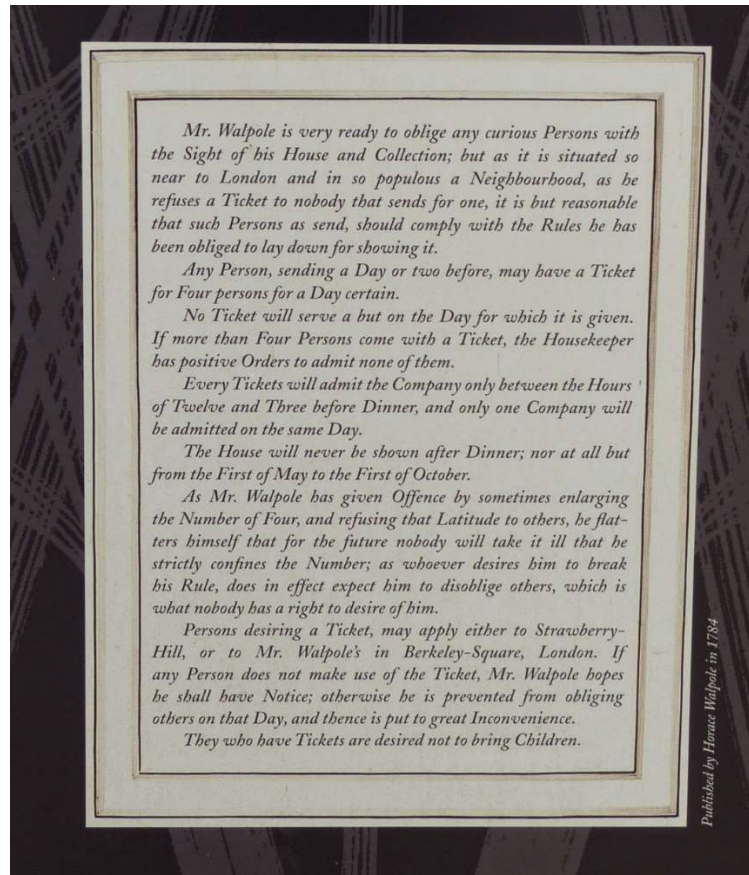 Mr. Walpole is very ready to oblige any curious Persons with
the Sight of his House and Collection; but as it is situated so
near to London and in so populous a Neighbourhood, as he
refuses a Ticket to nobody that sends for one, it is but reasonable
that such Persons as send, should comply with the Rules he has
been obliged to lay down for showing it.
Any Person, sending a Day or two before, may have a Ticket
for Four persons for a Day certain.
No Ticket will serve a but on the Day for which it is given.
If more than Four Persons come with a Ticket, the Housekeeper
has positive Orders to admit none of them.
Every Tickets will admit the Company only between the Hours
of Twelve and Three before Dinner, and only one Company will
be admitted on the same Day.
The House will never be shown after Dinner; nor at all but
from the First of May to the First of October.
As Mr. Walpole has given Offence by sometimes enlarging
the Number of Four, and refusing that Latitude to others, he flat-
ters himself that for the future nobody will take it ill that he
strictly confines the Number; as whoever desires him to break
his Rule, does in effect expect him to disoblige others, which is
what nobody has a right to desire of him.
Persons desiring a Ticket, may apply either to Strawberry-
Hill, or to Mr. Walpole's in Berkeley-Square, London. If
any Person does not make use of the Ticket, Mr. Walpole hopes
he shall have Notice; otherwise he is prevented from obliging
others on that Day, and thence is put to great Inconvenience.
They who have Tickets are desired not to bring Children.
Published by Horace Walpole in 1784